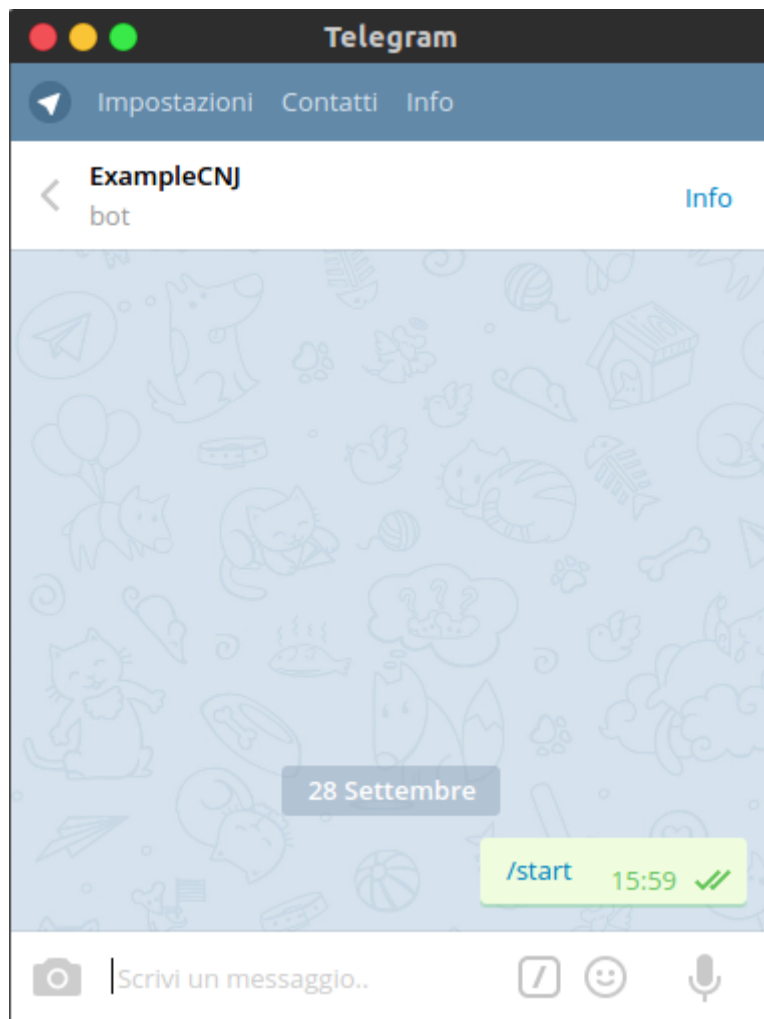 Telegram
Impostazioni Contatti Info
ExampleCNJ
bot
Info
28 Settembre
/start 15:59
Scrivi un messaggio..